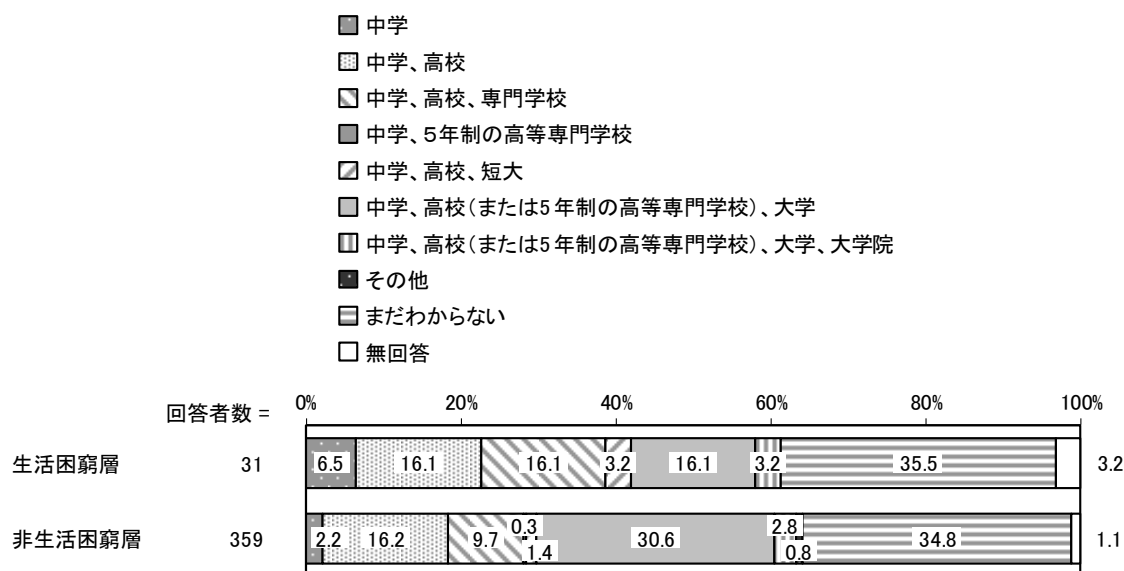 中学
中学、高校
中学、高校、専門学校
中学、5年制の高等専門学校
中学、高校、短大
中学、高校（または5年制の高等専門学校）、大学
中学、高校（または5年制の高等専門学校）、大学、大学院
その他
まだわからない
無回答
回答者数 = 0% 20% 40% 60% 80% 100%
生活困窮層 31 6.5 16.1 16.1 3.2 16.1 3.2 35.5 3.2
非生活困窮層 359 2.2 16.2 9.7 0.3 1.4 30.6 2.8 0.8 34.8 1.1